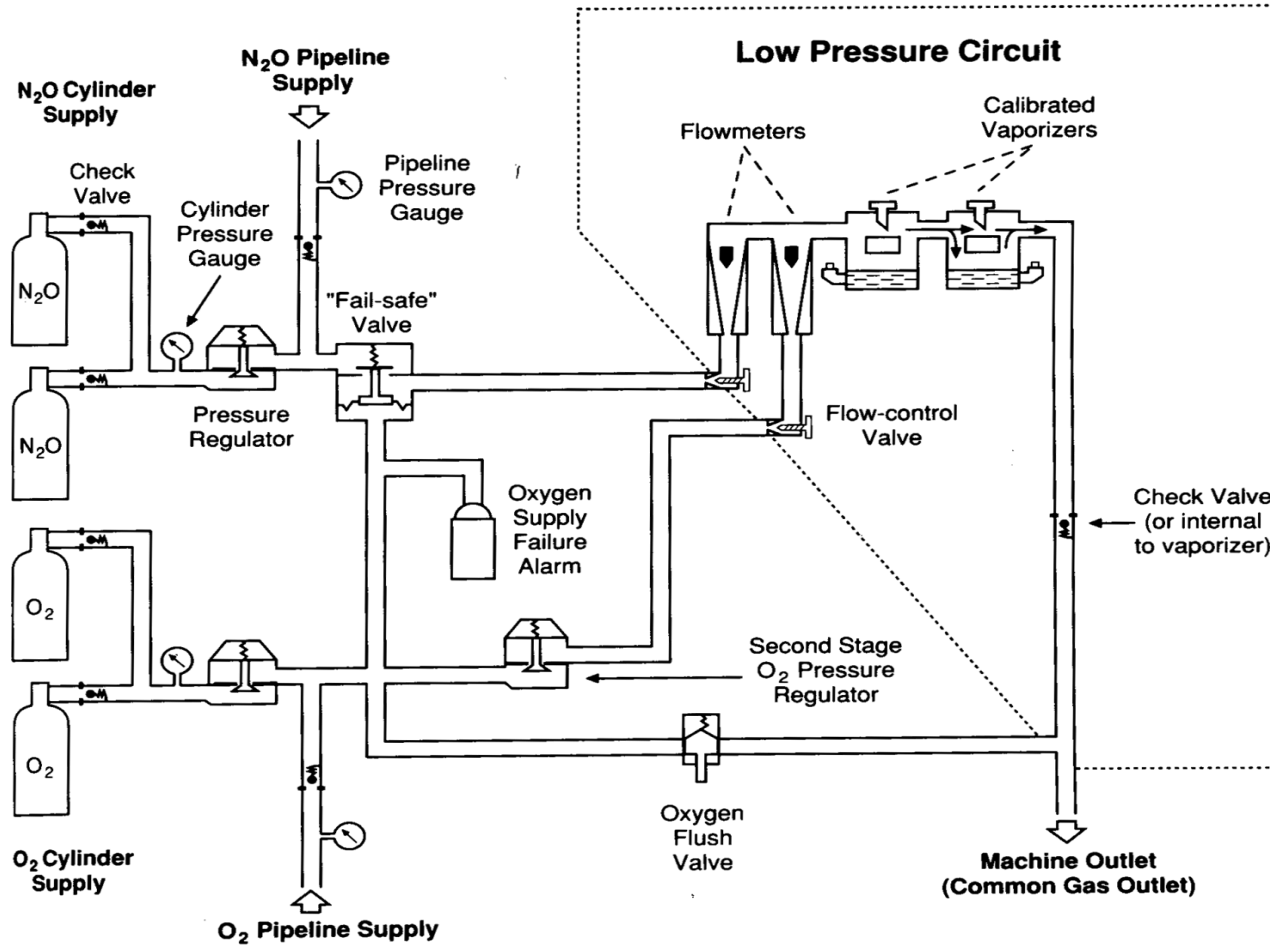 Low Pressure Circuit
N₂O Pipeline
Supply
N₂O Cylinder
Supply
Check
Valve
Cylinder
Pressure
Gauge
Pipeline
Pressure
Gauge
Flowmeters
Calibrated
Vaporizers
N₂O
"Fail-safe"
Valve
N₂O
Pressure
Regulator
Flow-control
Valve
Oxygen
Supply
Failure
Alarm
Check Valve
(or internal
to vaporizer)
O₂
Second Stage
O₂ Pressure
Regulator
O₂
Oxygen
Flush
Valve
O₂ Cylinder
Supply
O₂ Pipeline Supply
Machine Outlet
(Common Gas Outlet)